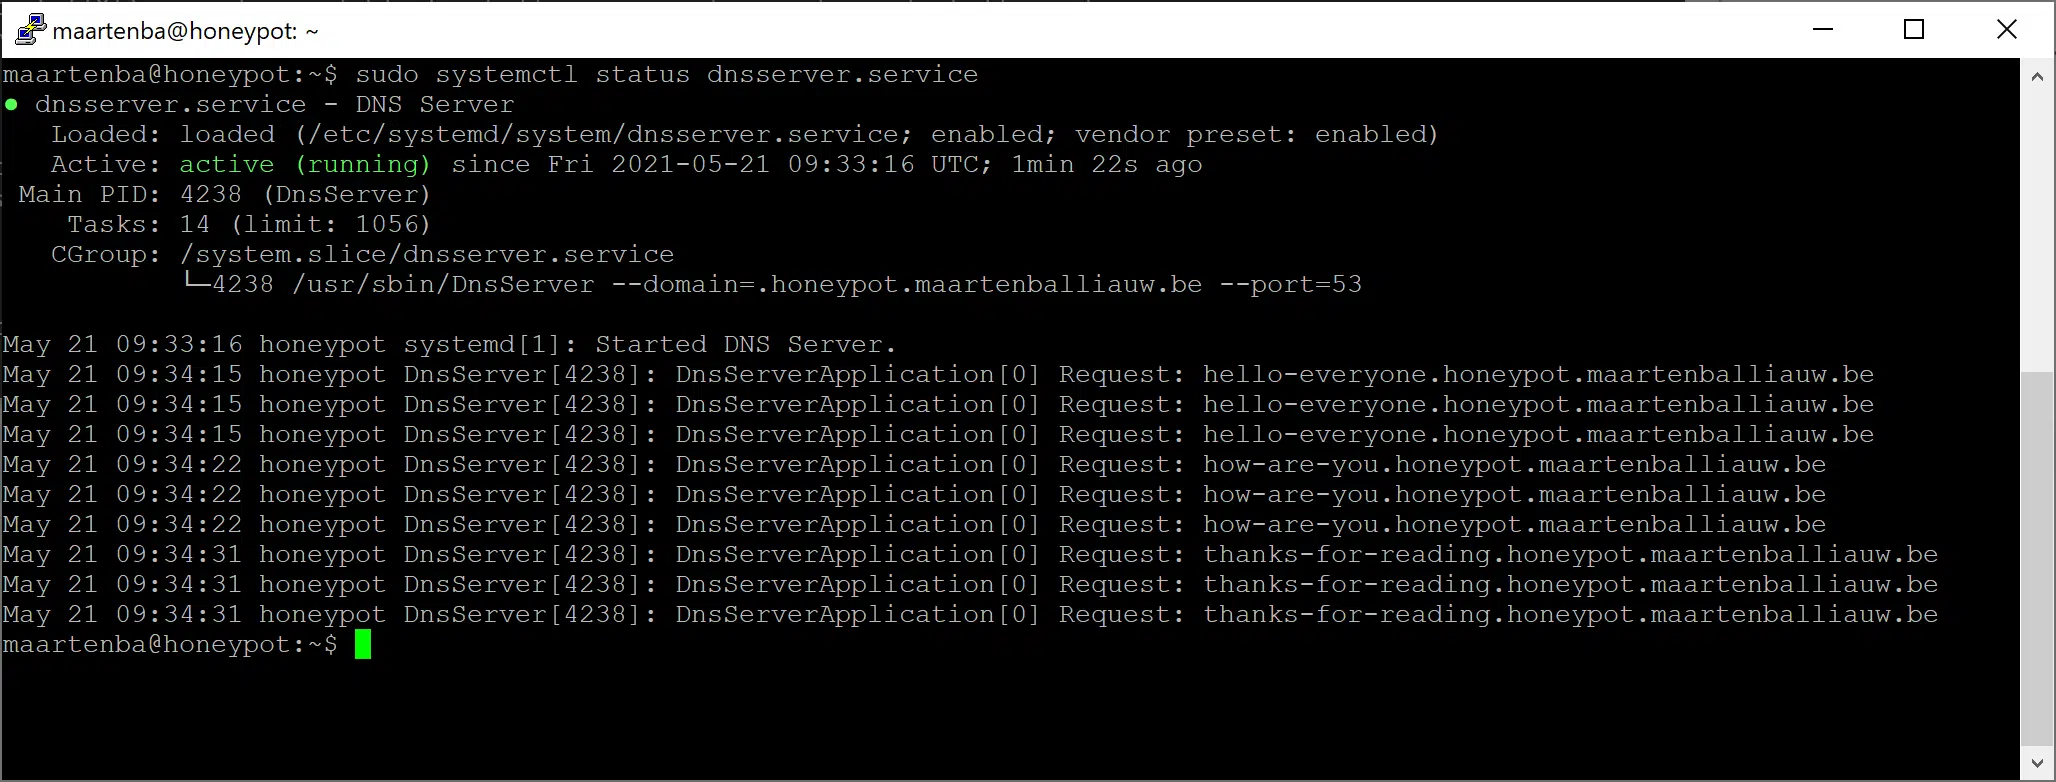 maartenba@honeypot: ~
maartenba@honeypot:~$ sudo systemctl status dnsserver.service
● dnsserver.service - DNS Server
   Loaded: loaded (/etc/systemd/system/dnsserver.service; enabled; vendor preset: enabled)
   Active: active (running) since Fri 2021-05-21 09:33:16 UTC; 1min 22s ago
 Main PID: 4238 (DnsServer)
    Tasks: 14 (limit: 1056)
   CGroup: /system.slice/dnsserver.service
           └─4238 /usr/sbin/DnsServer --domain=.honeypot.maartenballiauw.be --port=53

May 21 09:33:16 honeypot systemd[1]: Started DNS Server.
May 21 09:34:15 honeypot DnsServer[4238]: DnsServerApplication[0] Request: hello-everyone.honeypot.maartenballiauw.be
May 21 09:34:15 honeypot DnsServer[4238]: DnsServerApplication[0] Request: hello-everyone.honeypot.maartenballiauw.be
May 21 09:34:15 honeypot DnsServer[4238]: DnsServerApplication[0] Request: hello-everyone.honeypot.maartenballiauw.be
May 21 09:34:22 honeypot DnsServer[4238]: DnsServerApplication[0] Request: how-are-you.honeypot.maartenballiauw.be
May 21 09:34:22 honeypot DnsServer[4238]: DnsServerApplication[0] Request: how-are-you.honeypot.maartenballiauw.be
May 21 09:34:22 honeypot DnsServer[4238]: DnsServerApplication[0] Request: how-are-you.honeypot.maartenballiauw.be
May 21 09:34:31 honeypot DnsServer[4238]: DnsServerApplication[0] Request: thanks-for-reading.honeypot.maartenballiauw.be
May 21 09:34:31 honeypot DnsServer[4238]: DnsServerApplication[0] Request: thanks-for-reading.honeypot.maartenballiauw.be
May 21 09:34:31 honeypot DnsServer[4238]: DnsServerApplication[0] Request: thanks-for-reading.honeypot.maartenballiauw.be
maartenba@honeypot:~$